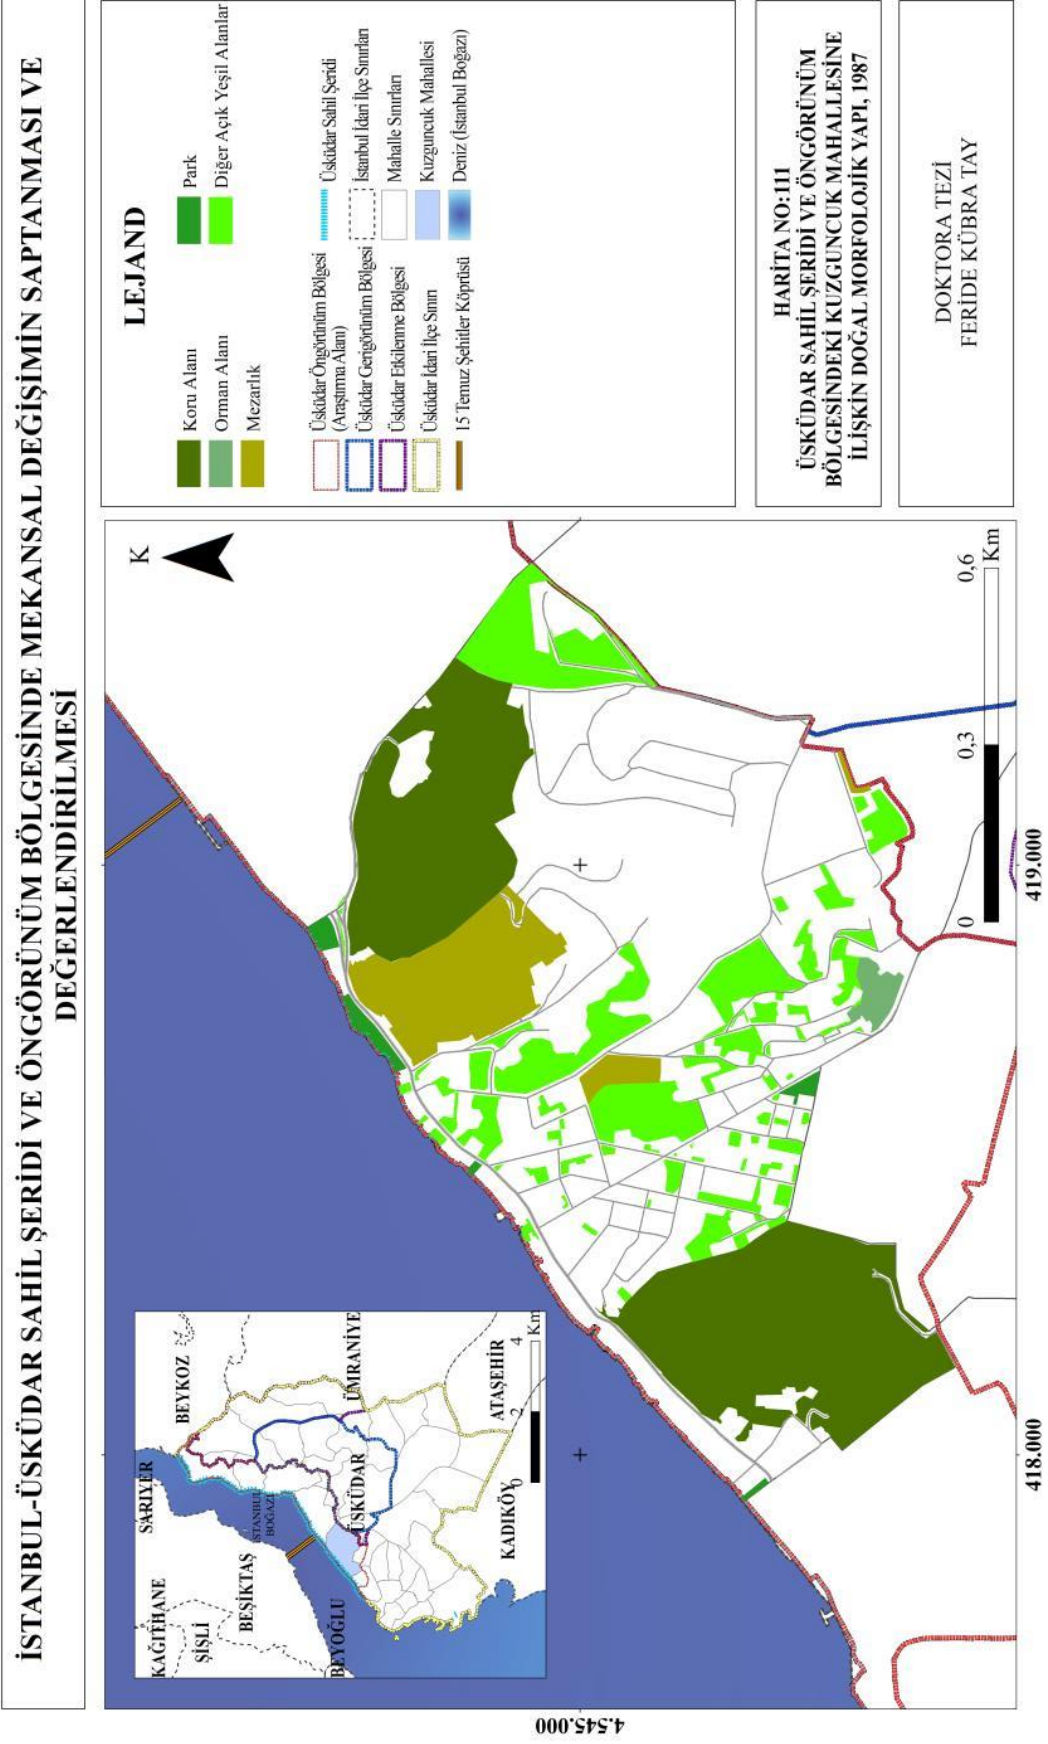 İSTANBUL-ÜSKÜDAR SAHİL ŞERİDİ VE ÖNGÖRÜNÜM BÖLGESİNDE MEKANSAL DEĞİŞİMİN SAPTANMASI VE
DEĞERLENDİRİLMESİ
SARIYER
BEYKOZ
KAĞITHANE
ŞİŞLİ
BEŞİKTAŞ
İSTANBUL
BOĞAZI
BEYOĞLU
ÜSKÜDAR
ÜMRANİYE
KADIKÖY
ATAŞEHİR
0 2 4
Km
K
0 0,3 0,6
Km
4.545.000
418.000
419.000
LEJAND
Koru Alanı
Orman Alanı
Mezarlık
Park
Diğer Açık Yeşil Alanlar
Üsküdar Öngörünüm Bölgesi
(Araştırma Alanı)
Üsküdar Gerigörünüm Bölgesi
Üsküdar Etkilenme Bölgesi
Üsküdar İdari İlçe Sınırı
15 Temuz Şehitler Köprüsü
Üsküdar Sahil Şeridi
İstanbul İdari İlçe Sınırları
Mahalle Sınırları
Kuzguncuk Mahallesi
Deniz (İstanbul Boğazı)
HARİTA NO:111
ÜSKÜDAR SAHİL ŞERİDİ VE ÖNGÖRÜNÜM
BÖLGESİNDEKİ KUZGUNCUK MAHALLESİNE
İLİŞKİN DOĞAL MORFOLOJİK YAPI, 1987
DOKTORA TEZİ
FERİDE KÜBRA TAY